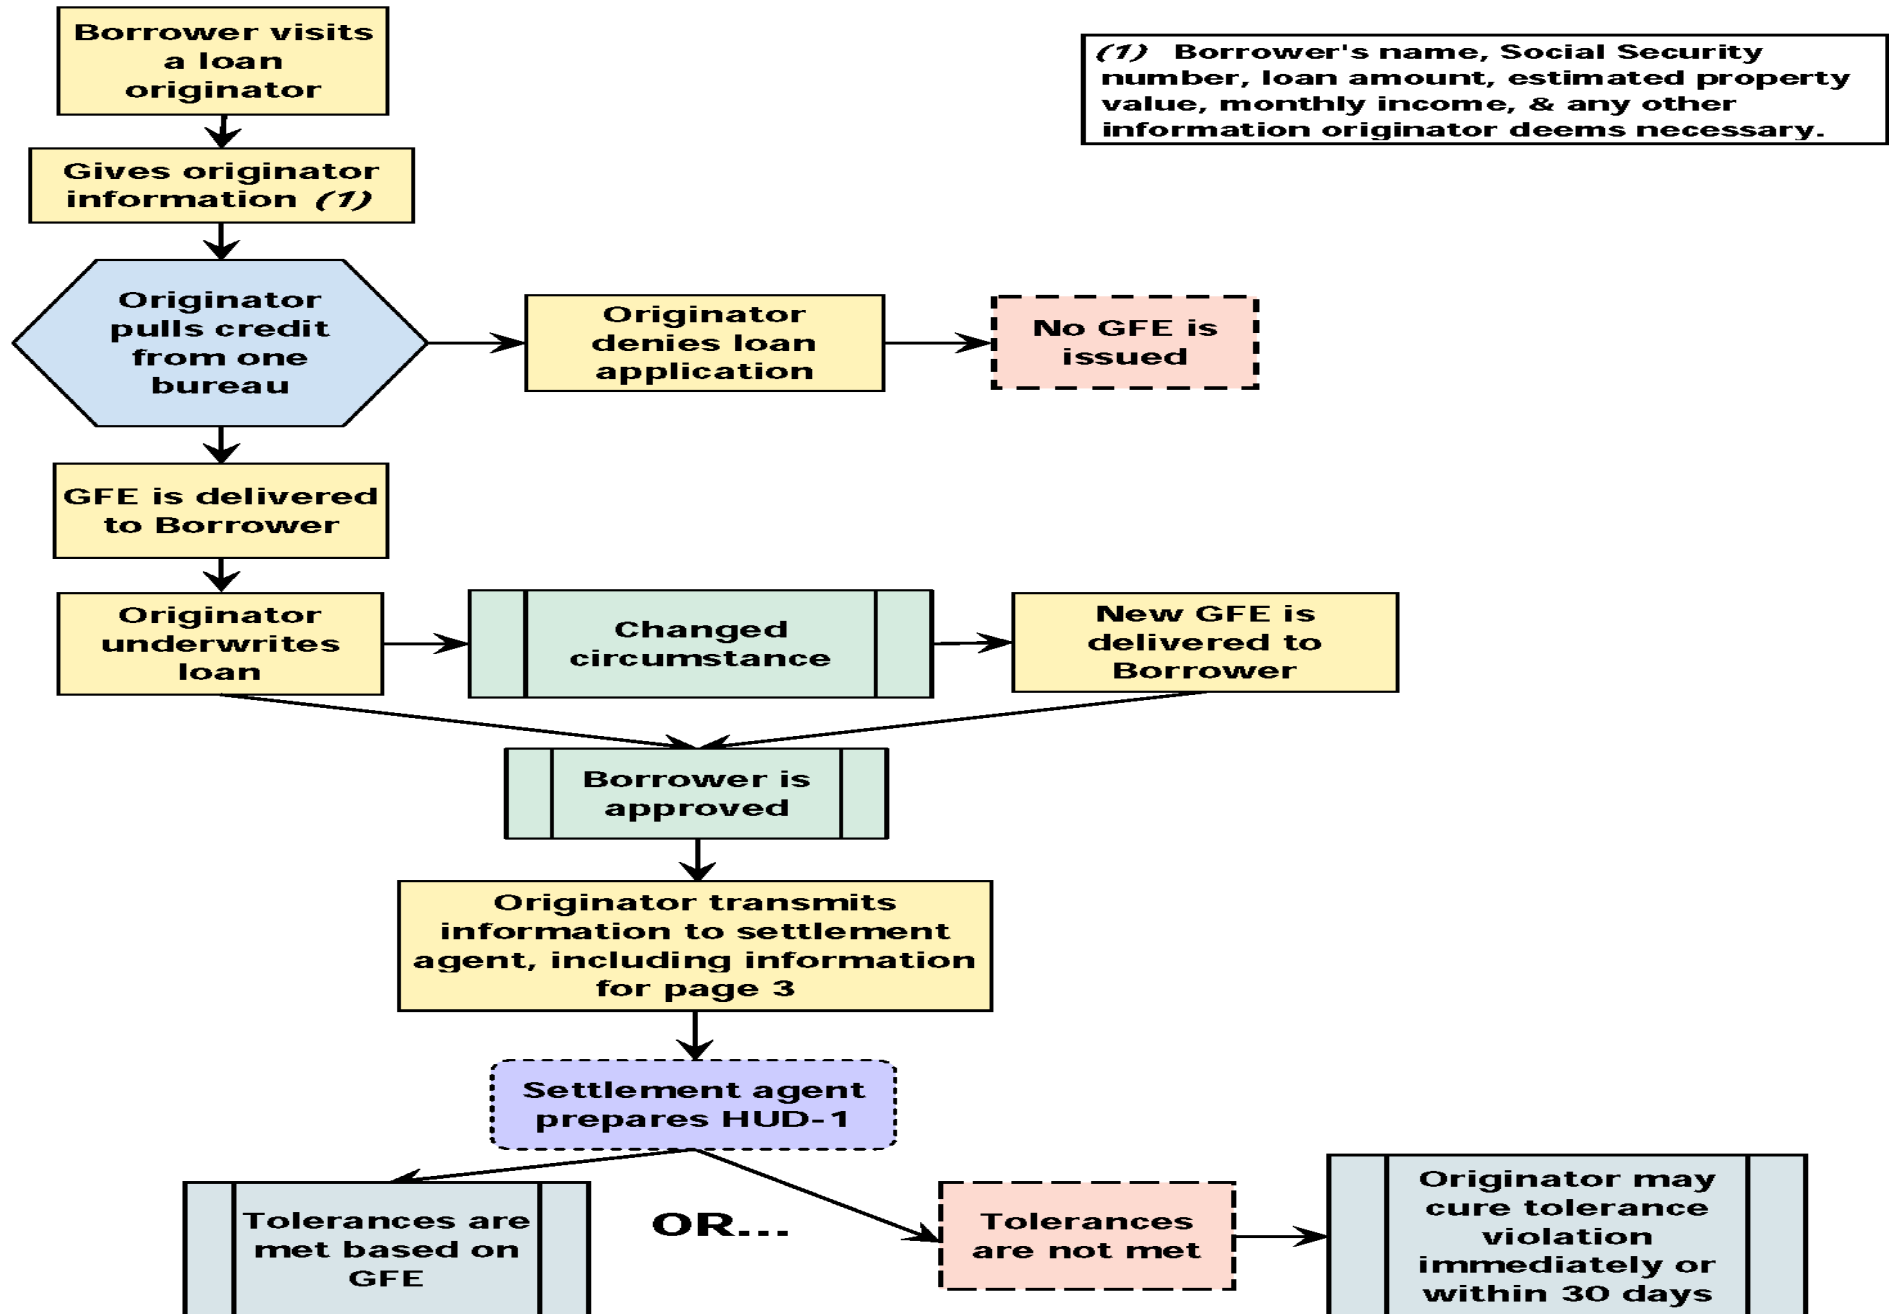 Borrower visits
a loan
originator
(1) Borrower's name, Social Security
number, loan amount, estimated property
value, monthly income, & any other
information originator deems necessary.
Gives originator
information (1)
Originator
pulls credit
from one
bureau
Originator
denies loan
application
No GFE is
issued
GFE is delivered
to Borrower
Originator
underwrites
loan
Changed
circumstance
New GFE is
delivered to
Borrower
Borrower is
approved
Originator transmits
information to settlement
agent, including information
for page 3
Settlement agent
prepares HUD-1
Tolerances are
met based on
GFE
OR...
Tolerances
are not met
Originator may
cure tolerance
violation
immediately or
within 30 days